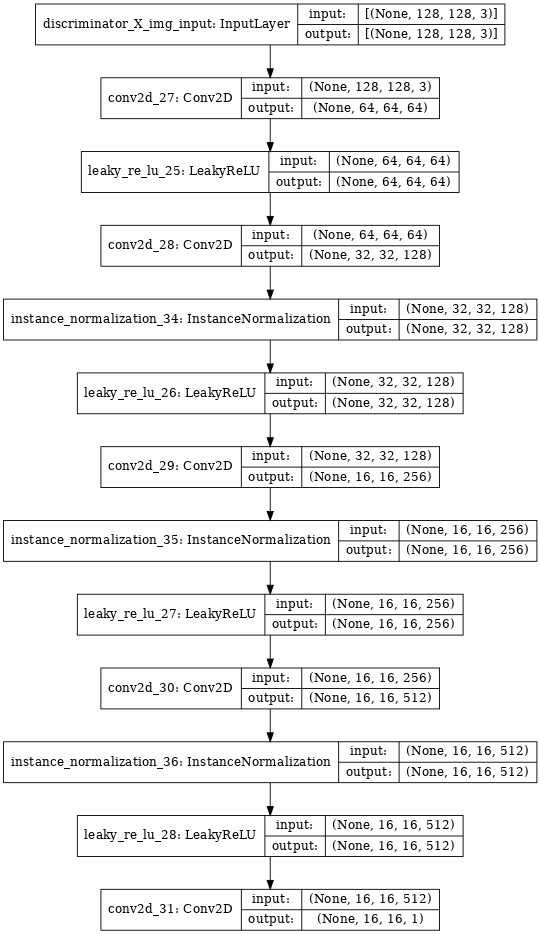 discriminator_X_img_input: InputLayer
input: [(None, 128, 128, 3)]
output: [(None, 128, 128, 3)]
conv2d_27: Conv2D
input: (None, 128, 128, 3)
output: (None, 64, 64, 64)
leaky_re_lu_25: LeakyReLU
input: (None, 64, 64, 64)
output: (None, 64, 64, 64)
conv2d_28: Conv2D
input: (None, 64, 64, 64)
output: (None, 32, 32, 128)
instance_normalization_34: InstanceNormalization
input: (None, 32, 32, 128)
output: (None, 32, 32, 128)
leaky_re_lu_26: LeakyReLU
input: (None, 32, 32, 128)
output: (None, 32, 32, 128)
conv2d_29: Conv2D
input: (None, 32, 32, 128)
output: (None, 16, 16, 256)
instance_normalization_35: InstanceNormalization
input: (None, 16, 16, 256)
output: (None, 16, 16, 256)
leaky_re_lu_27: LeakyReLU
input: (None, 16, 16, 256)
output: (None, 16, 16, 256)
conv2d_30: Conv2D
input: (None, 16, 16, 256)
output: (None, 16, 16, 512)
instance_normalization_36: InstanceNormalization
input: (None, 16, 16, 512)
output: (None, 16, 16, 512)
leaky_re_lu_28: LeakyReLU
input: (None, 16, 16, 512)
output: (None, 16, 16, 512)
conv2d_31: Conv2D
input: (None, 16, 16, 512)
output: (None, 16, 16, 1)